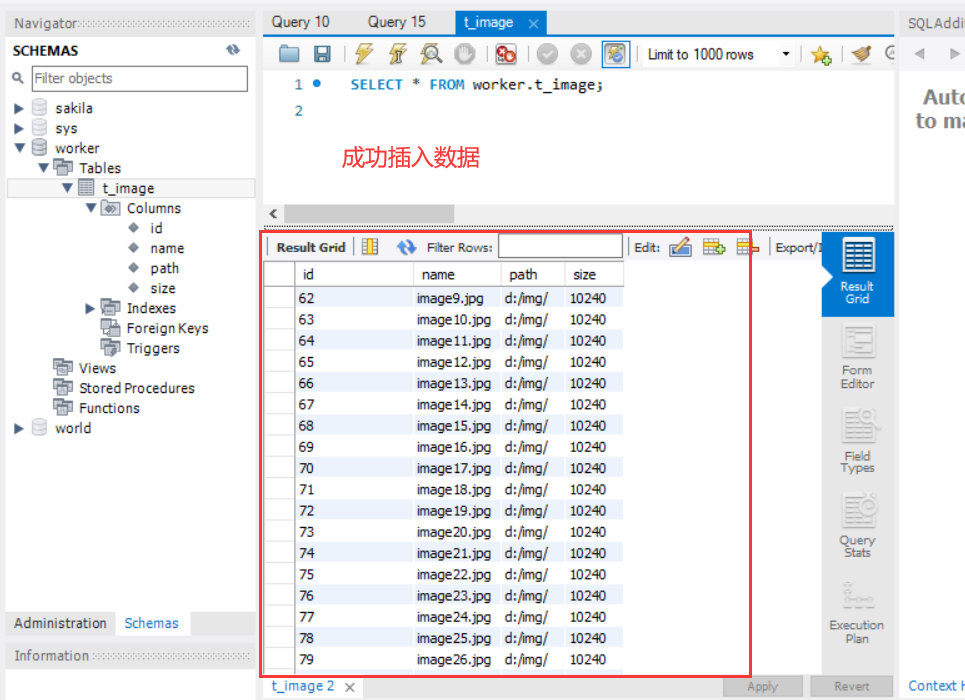 Navigator
SCHEMAS
Filter objects
sakila
sys
worker
Tables
t_image
Columns
id
name
path
size
Indexes
Foreign Keys
Triggers
Views
Stored Procedures
Functions
world
Administration Schemas
Information
Query 10 Query 15 t_image
Limit to 1000 rows
1 SELECT * FROM worker.t_image;
2
成功插入数据
Result Grid Filter Rows: Edit: Export/I
id name path size
62 image9.jpg d:/img/ 10240
63 image10.jpg d:/img/ 10240
64 image11.jpg d:/img/ 10240
65 image12.jpg d:/img/ 10240
66 image13.jpg d:/img/ 10240
67 image14.jpg d:/img/ 10240
68 image15.jpg d:/img/ 10240
69 image16.jpg d:/img/ 10240
70 image17.jpg d:/img/ 10240
71 image18.jpg d:/img/ 10240
72 image19.jpg d:/img/ 10240
73 image20.jpg d:/img/ 10240
74 image21.jpg d:/img/ 10240
75 image22.jpg d:/img/ 10240
76 image23.jpg d:/img/ 10240
77 image24.jpg d:/img/ 10240
78 image25.jpg d:/img/ 10240
79 image26.jpg d:/img/ 10240
t_image 2
Apply Revert
Result
Grid
Form
Editor
Field
Types
Query
Stats
Execution
Plan
SQLAddi
Auto
to ma
Context H